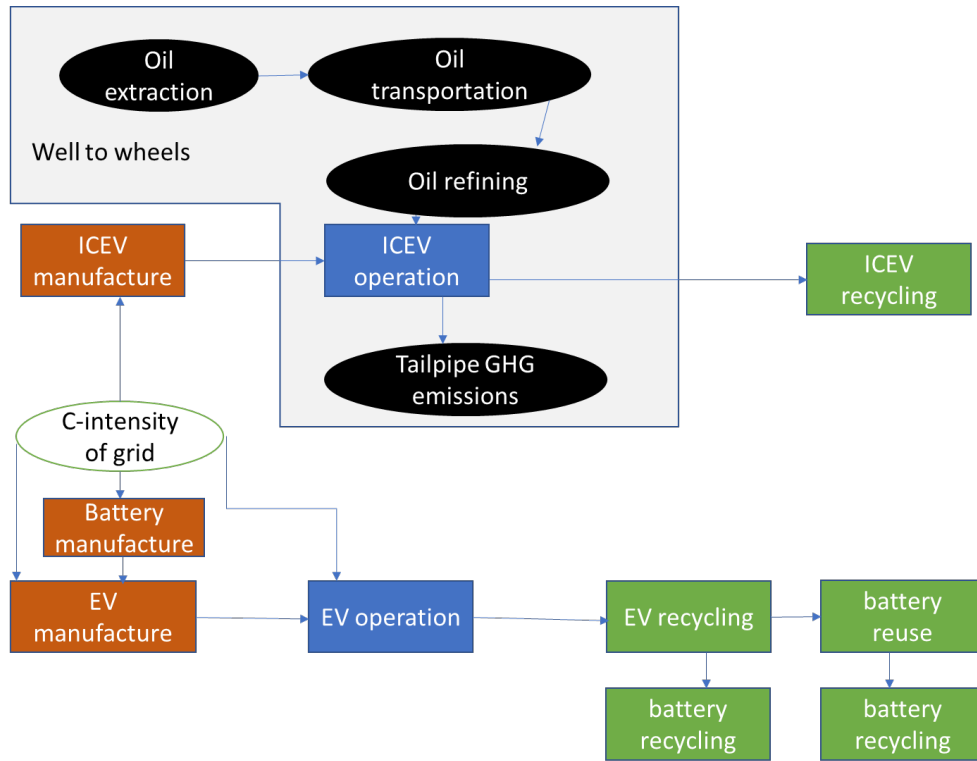 Oil
extraction
Oil
transportation
Well to wheels
Oil refining
ICEV
manufacture
ICEV
operation
ICEV
recycling
Tailpipe GHG
emissions
C-intensity
of grid
Battery
manufacture
EV
manufacture
EV operation
EV recycling
battery
reuse
battery
recycling
battery
recycling